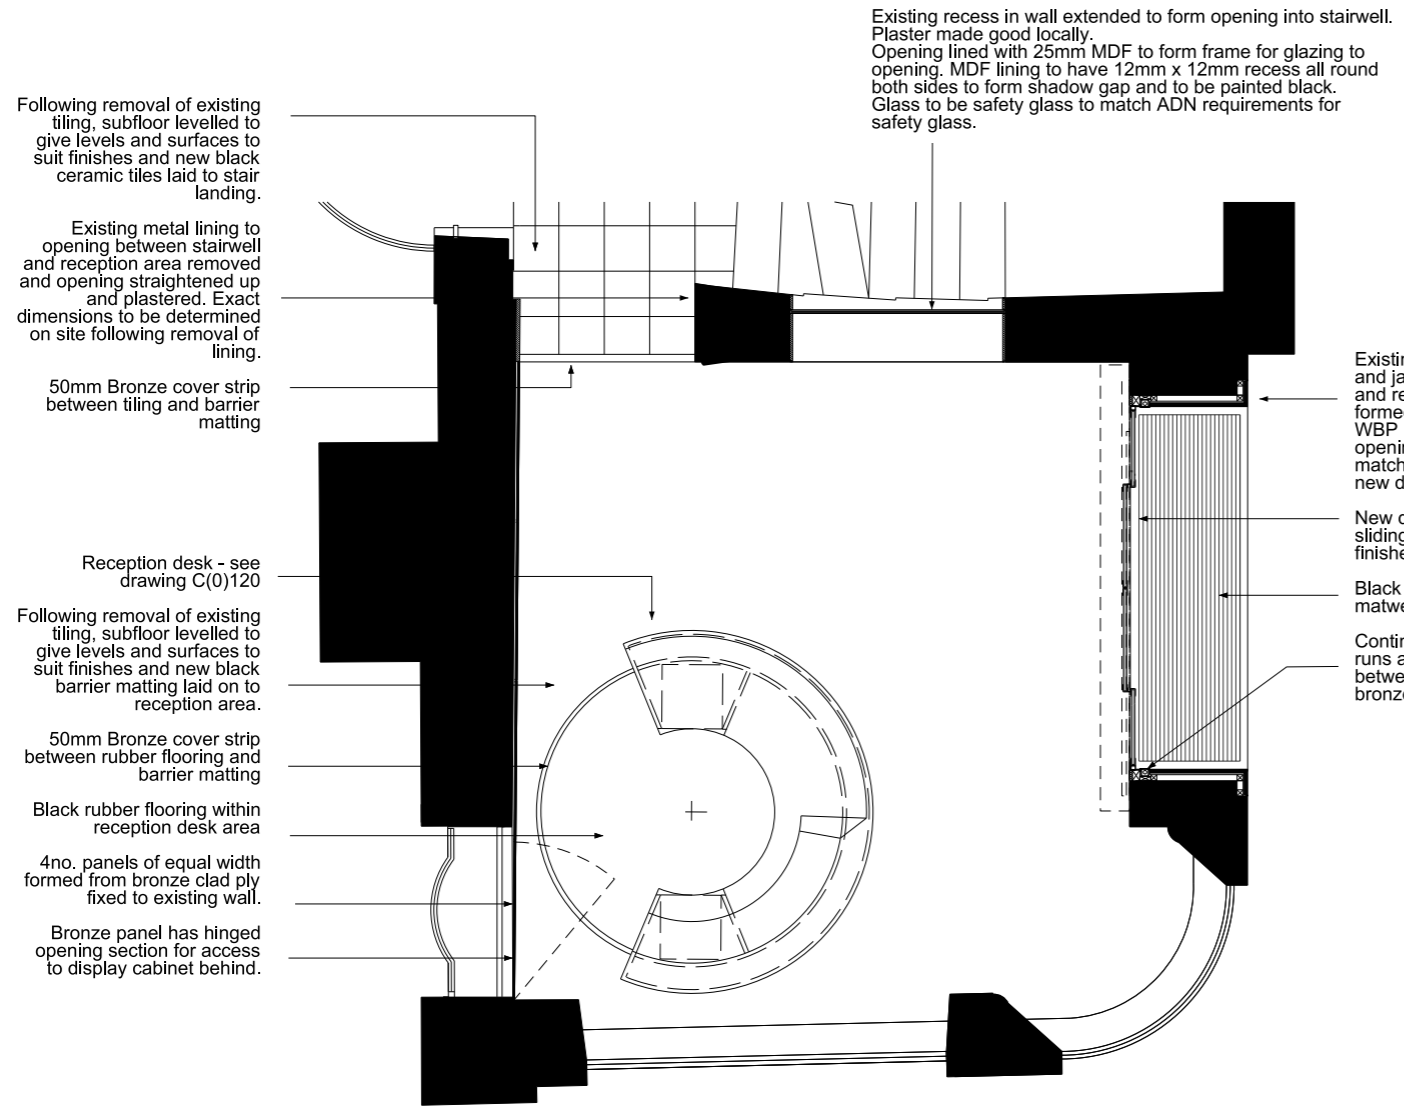 Existing recess in wall extended to form opening into stairwell.
Plaster made good locally.
Opening lined with 25mm MDF to form frame for glazing to
opening. MDF lining to have 12mm x 12mm recess all round
both sides to form shadow gap and to be painted black.
Glass to be safety glass to match ADN requirements for
safety glass.
Following removal of existing
tiling, subfloor levelled to
give levels and surfaces to
suit finishes and new black
ceramic tiles laid to stair
landing.
Existing metal lining to
opening between stairwell
and reception area removed
and opening straightened up
and plastered. Exact
dimensions to be determined
on site following removal of
lining.
50mm Bronze cover strip
between tiling and barrier
matting
Reception desk - see
drawing C(0)120
Following removal of existing
tiling, subfloor levelled to
give levels and surfaces to
suit finishes and new black
barrier matting laid on to
reception area.
50mm Bronze cover strip
between rubber flooring and
barrier matting
Black rubber flooring within
reception desk area
4no. panels of equal width
formed from bronze clad ply
fixed to existing wall.
Bronze panel has hinged
opening section for access
to display cabinet behind.
and
and
WBP
match
new
New
sliding
Black
runs